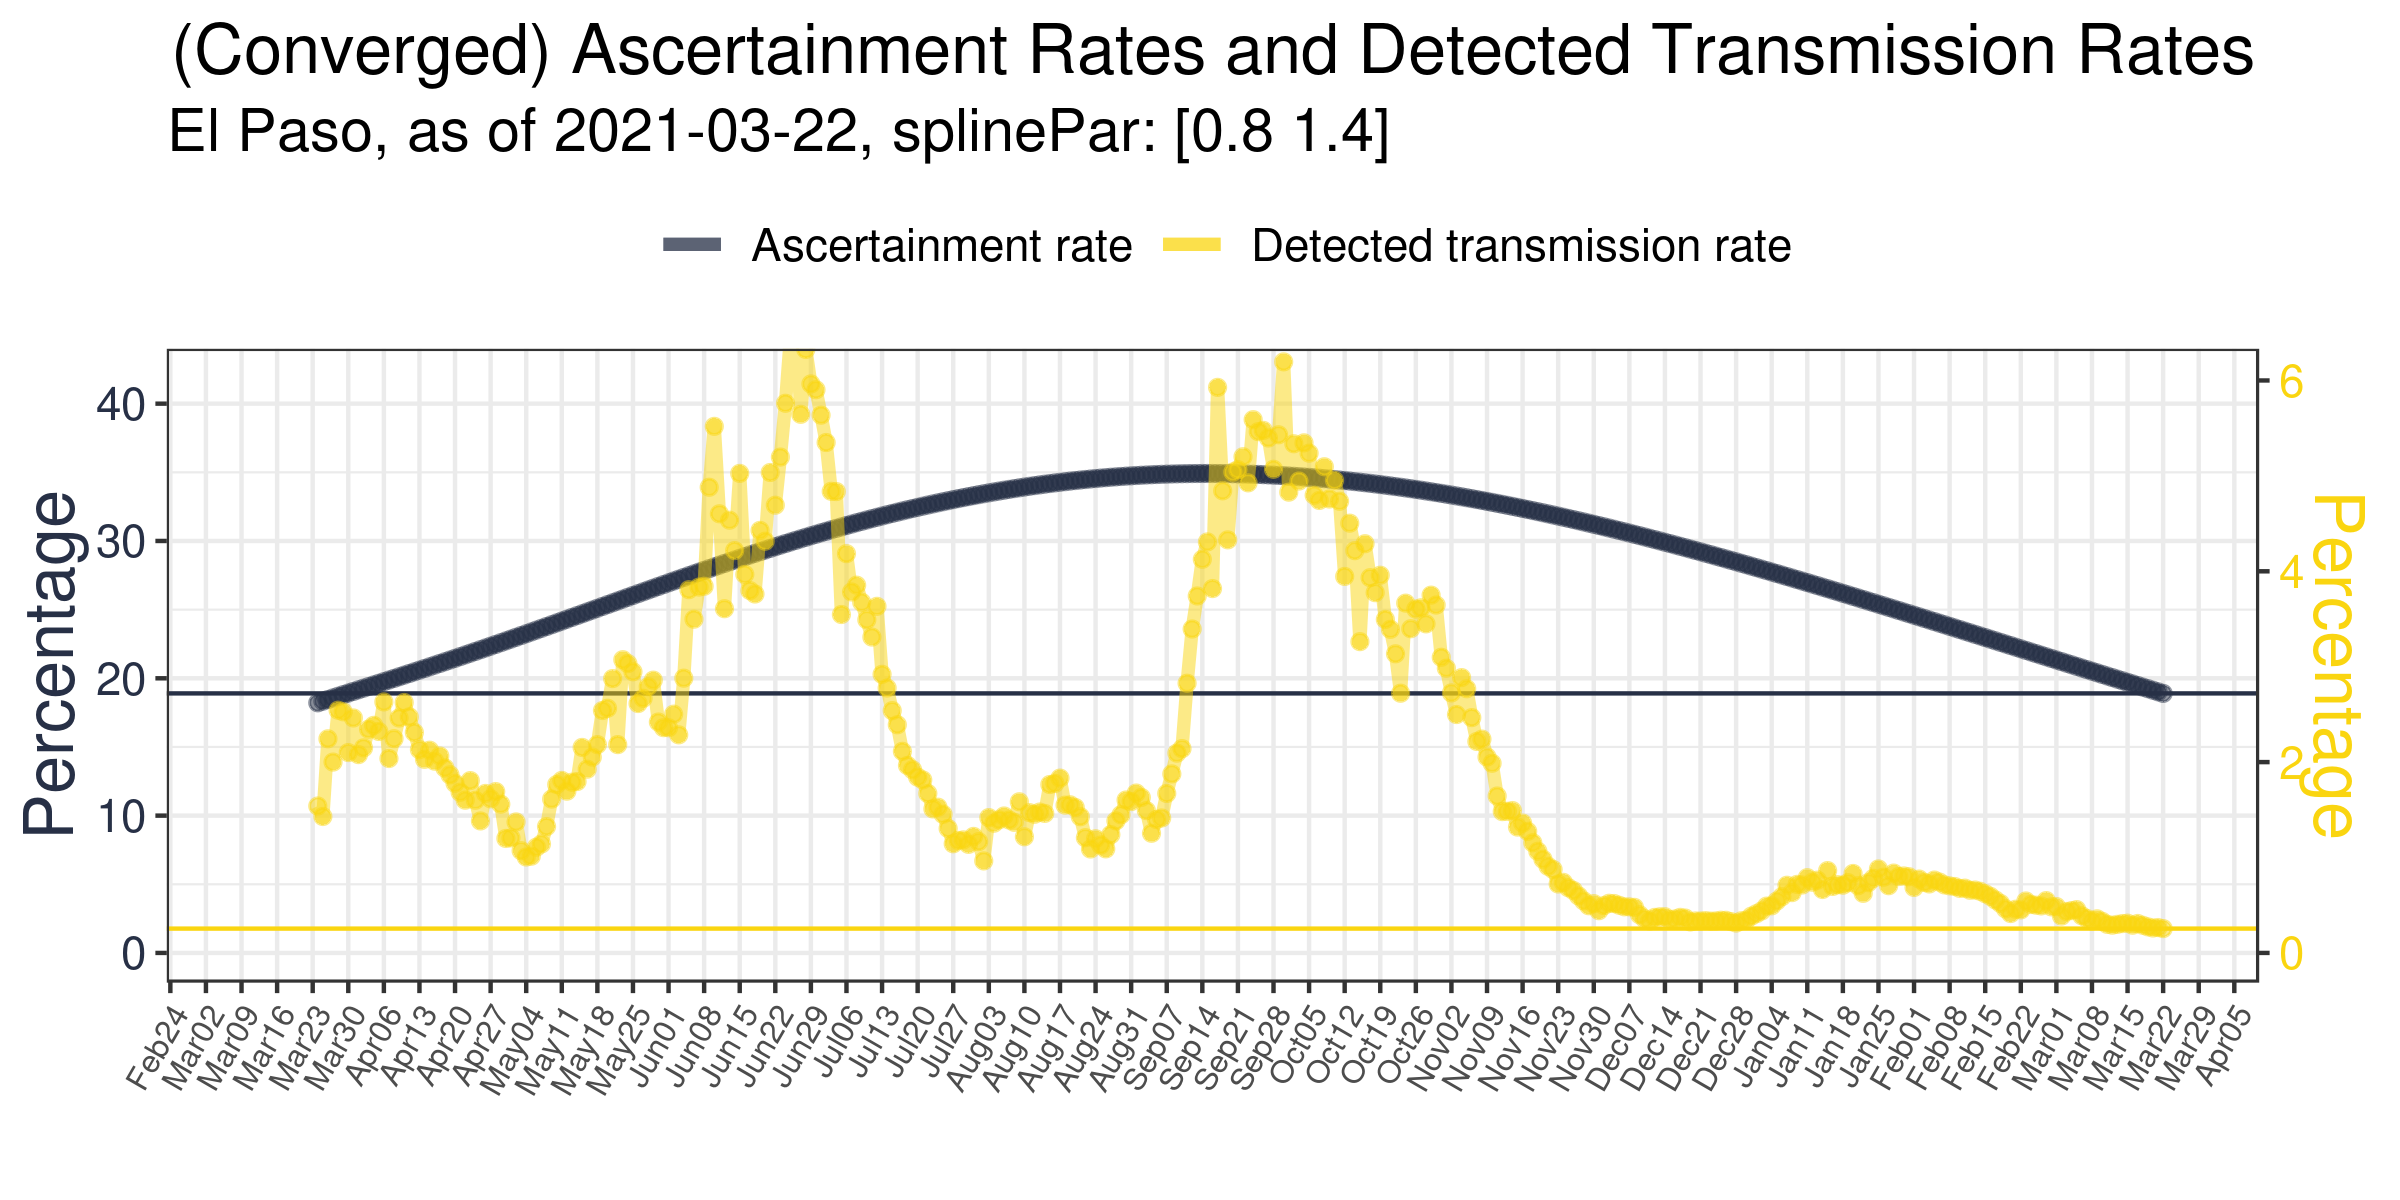 (Converged) Ascertainment Rates and Detected Transmission Rates
El Paso, as of 2021-03-22, splinePar: [0.8 1.4]
Ascertainment rate
Detected transmission rate
Percentage
40
30
20
10
0
6
4
2
0
Percentage
Feb24
Mar02
Mar09
Mar16
Mar23
Mar30
Apr06
Apr13
Apr20
Apr27
May04
May11
May18
May25
Jun01
Jun08
Jun15
Jun22
Jun29
Jul06
Jul13
Jul20
Jul27
Aug03
Aug10
Aug17
Aug24
Aug31
Sep07
Sep14
Sep21
Sep28
Oct05
Oct12
Oct19
Oct26
Nov02
Nov09
Nov16
Nov23
Nov30
Dec07
Dec14
Dec21
Dec28
Jan04
Jan11
Jan18
Jan25
Feb01
Feb08
Feb15
Feb22
Mar01
Mar08
Mar15
Mar22
Mar29
Apr05